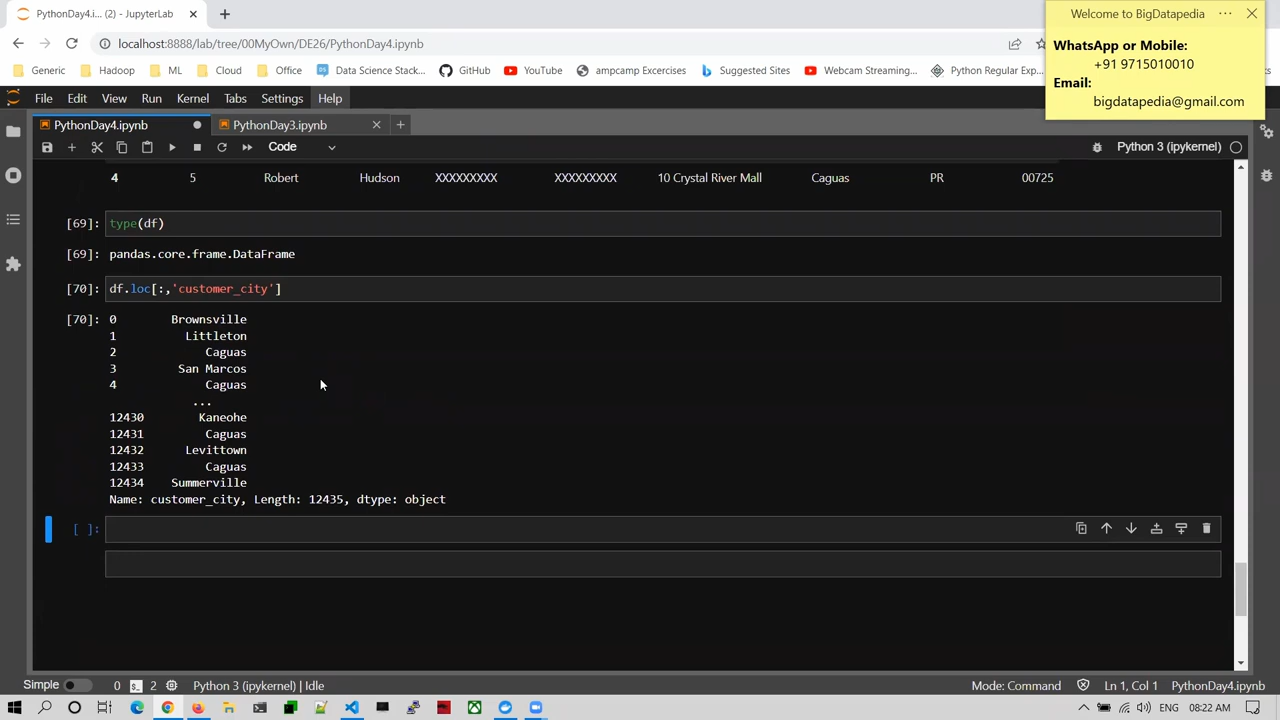 PythonDay4.i... (2) - JupyterLab
Welcome to BigDatapedia
WhatsApp or Mobile:
+91 9715010010
Email:
bigdatapedia@gmail.com
localhost:8888/lab/tree/00MyOwn/DE26/PythonDay4.ipynb
Generic Hadoop ML Cloud Office Data Science Stack... GitHub YouTube ampcamp Excercises Suggested Sites Webcam Streaming... Python Regular Exp...
File Edit View Run Kernel Tabs Settings Help
PythonDay4.ipynb PythonDay3.ipynb
Code Python 3 (ipykernel)
4 5 Robert Hudson XXXXXXXXX XXXXXXXXX 10 Crystal River Mall Caguas PR 00725
[69]: type(df)
[69]: pandas.core.frame.DataFrame
[70]: df.loc[:,'customer_city']
[70]: 0 Brownsville
1 Littleton
2 Caguas
3 San Marcos
4 Caguas
...
12430 Kaneohe
12431 Caguas
12432 Levittown
12433 Caguas
12434 Summerville
Name: customer_city, Length: 12435, dtype: object
[ ]:
Simple 0 2 Python 3 (ipykernel) | Idle Mode: Command Ln 1, Col 1 PythonDay4.ipynb
ENG 08:22 AM